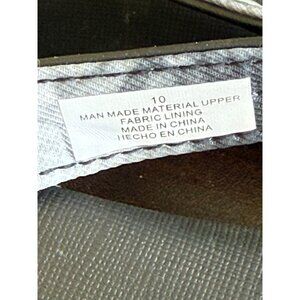 10
MAN MADE MATERIAL UPPER
FABRIC LINING
MADE IN CHINA
HECHO EN CHINA